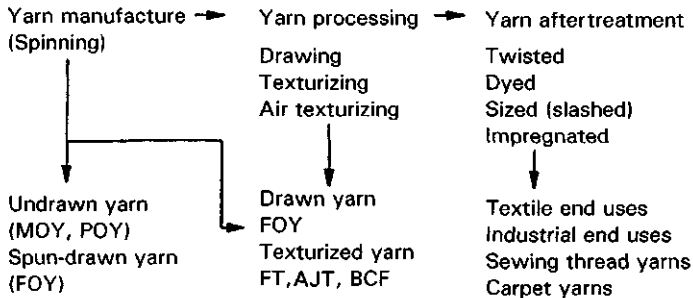 Yarn manufacture
(Spinning)
Yarn processing
Drawing
Texturizing
Air texturizing
Yarn aftertreatment
Twisted
Dyed
Sized (slashed)
Impregnated
Undrawn yarn
(MOY, POY)
Spun-drawn yarn
(FOY)
Drawn yarn
FOY
Texturized yarn
FT, AJT, BCF
Textile end uses
Industrial end uses
Sewing thread yarns
Carpet yarns